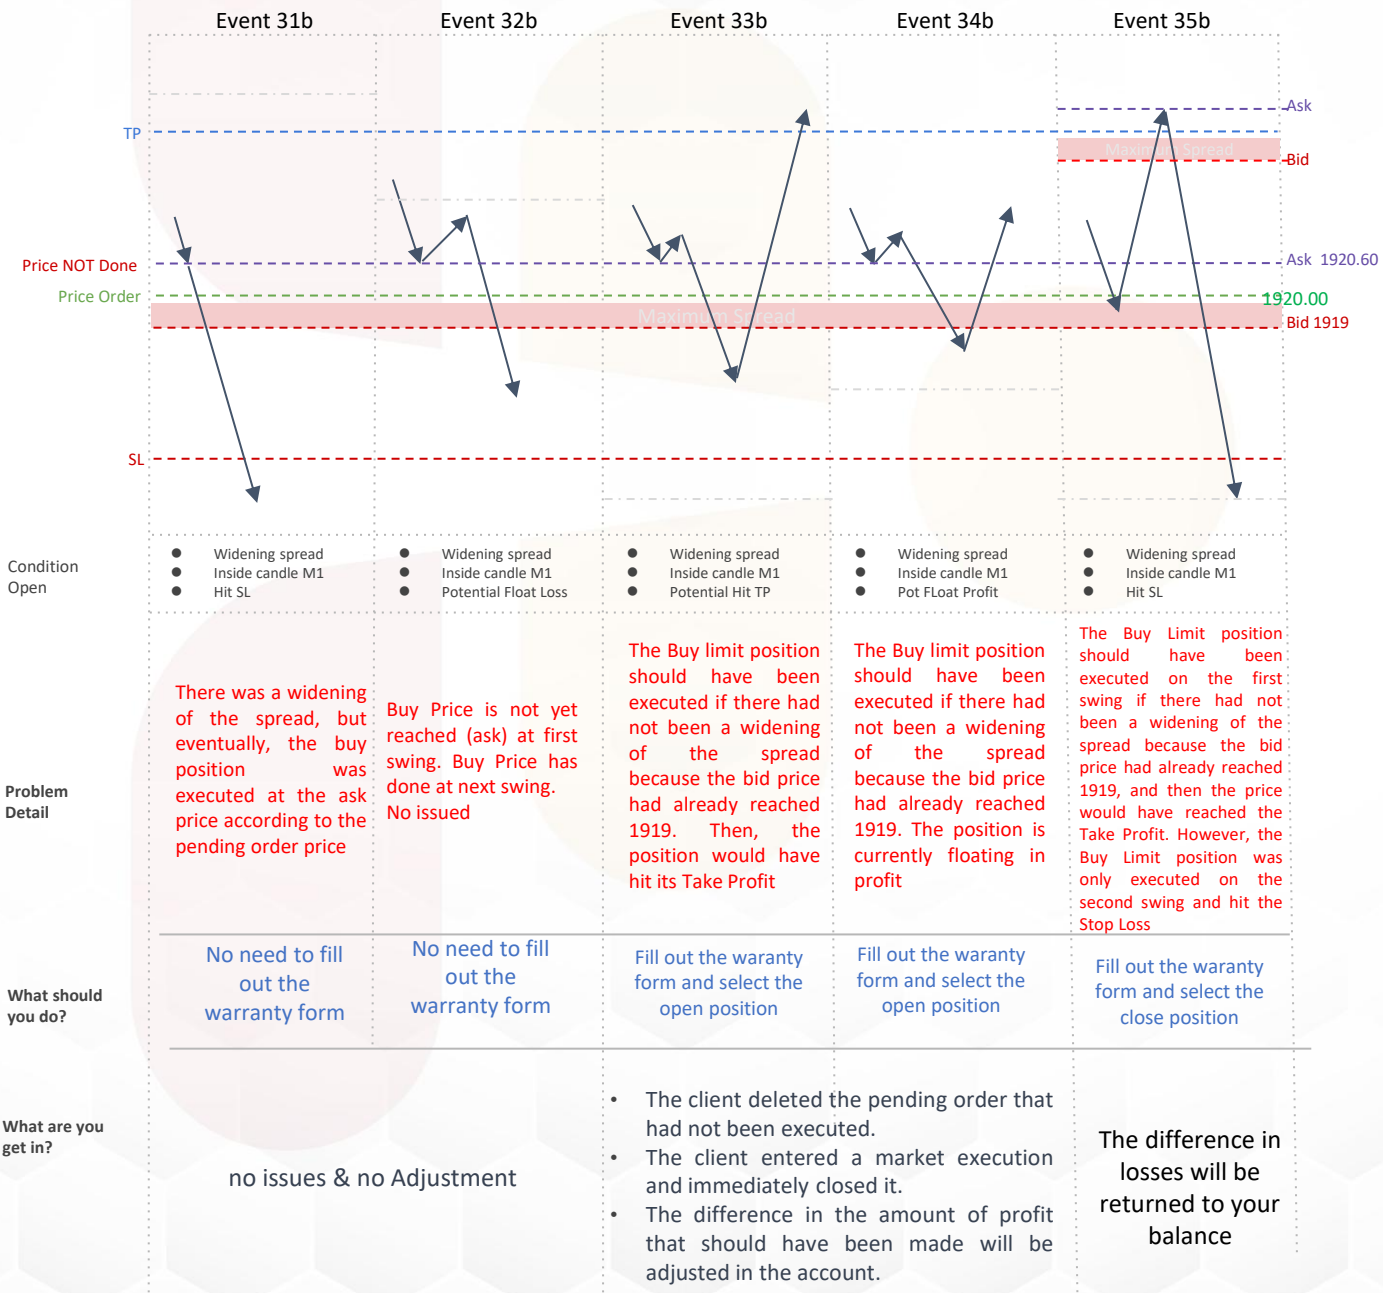 Event 31b
Event 32b
Event 33b
Event 34b
Event 35b
Ask
TP
Maximum Spread
Bid
Price NOT Done
Ask 1920.60
Price Order
1920.00
Maximum Spread
Bid 1919
SL
Condition
Open
● Widening spread
● Inside candle M1
● Hit SL
● Widening spread
● Inside candle M1
● Potential Float Loss
● Widening spread
● Inside candle M1
● Potential Hit TP
● Widening spread
● Inside candle M1
● Pot FLoat Profit
● Widening spread
● Inside candle M1
● Hit SL
Problem
Detail
There was a widening
of the spread, but
eventually, the buy
position was
executed at the ask
price according to the
pending order price
Buy Price is not yet
reached (ask) at first
swing. Buy Price has
done at next swing.
No issued
The Buy limit position
should have been
executed if there had
not been a widening
of the spread
because the bid price
had already reached
1919. Then, the
position would have
hit its Take Profit
The Buy limit position
should have been
executed if there had
not been a widening
of the spread
because the bid price
had already reached
1919. The position is
currently floating in
profit
The Buy Limit position
should have been
executed on the first
swing if there had not
been a widening of the
spread because the bid
price had already reached
1919, and then the price
would have reached the
Take Profit. However, the
Buy Limit position was
only executed on the
second swing and hit the
Stop Loss
What should
you do?
No need to fill
out the
warranty form
No need to fill
out the
warranty form
Fill out the waranty
form and select the
open position
Fill out the waranty
form and select the
open position
Fill out the waranty
form and select the
close position
What are you
get in?
no issues & no Adjustment
• The client deleted the pending order that
had not been executed.
• The client entered a market execution
and immediately closed it.
• The difference in the amount of profit
that should have been made will be
adjusted in the account.
The difference in
losses will be
returned to your
balance